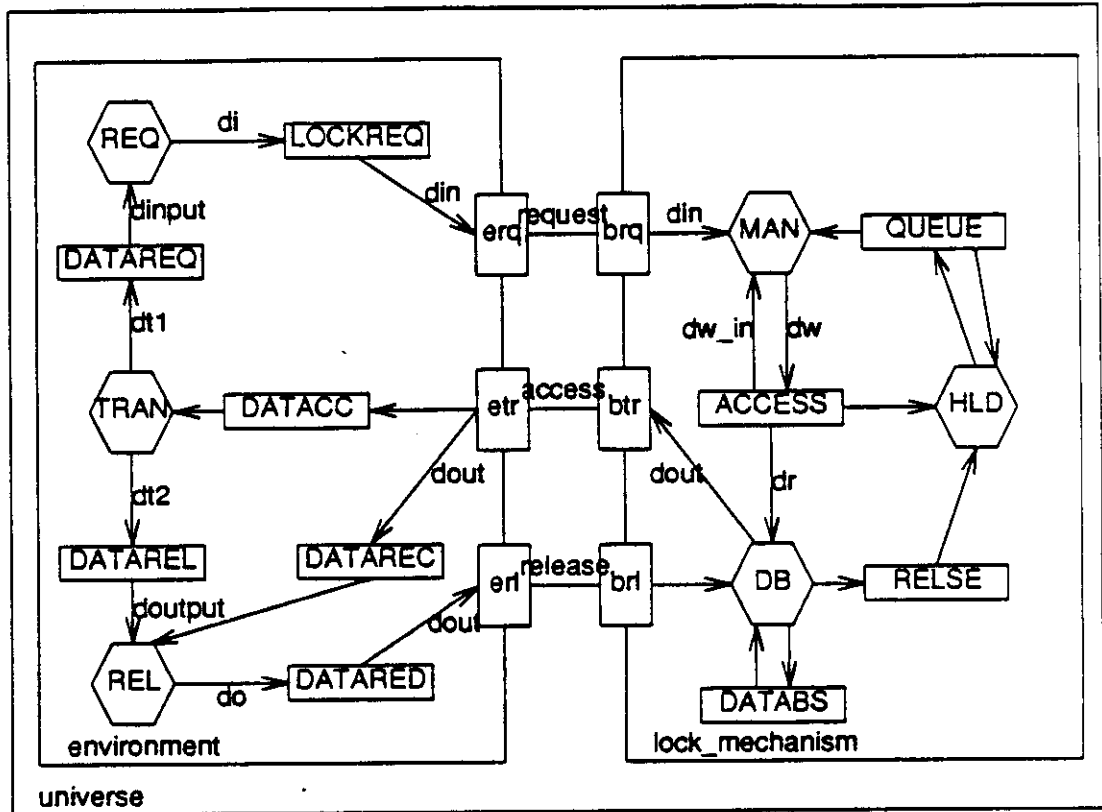 REQ
di
LOCKREQ
din
dinput
DATAREQ
dt1
TRAN
DATACC
dt2
DATAREL
doutput
REL
do
DATARED
dout
DATAREC
dout
erq
request
brq
etr
access
btr
erl
release
brl
din
MAN
QUEUE
dw_in
dw
ACCESS
HLD
dout
dr
DB
RELSE
DATABS
environment
lock_mechanism
universe